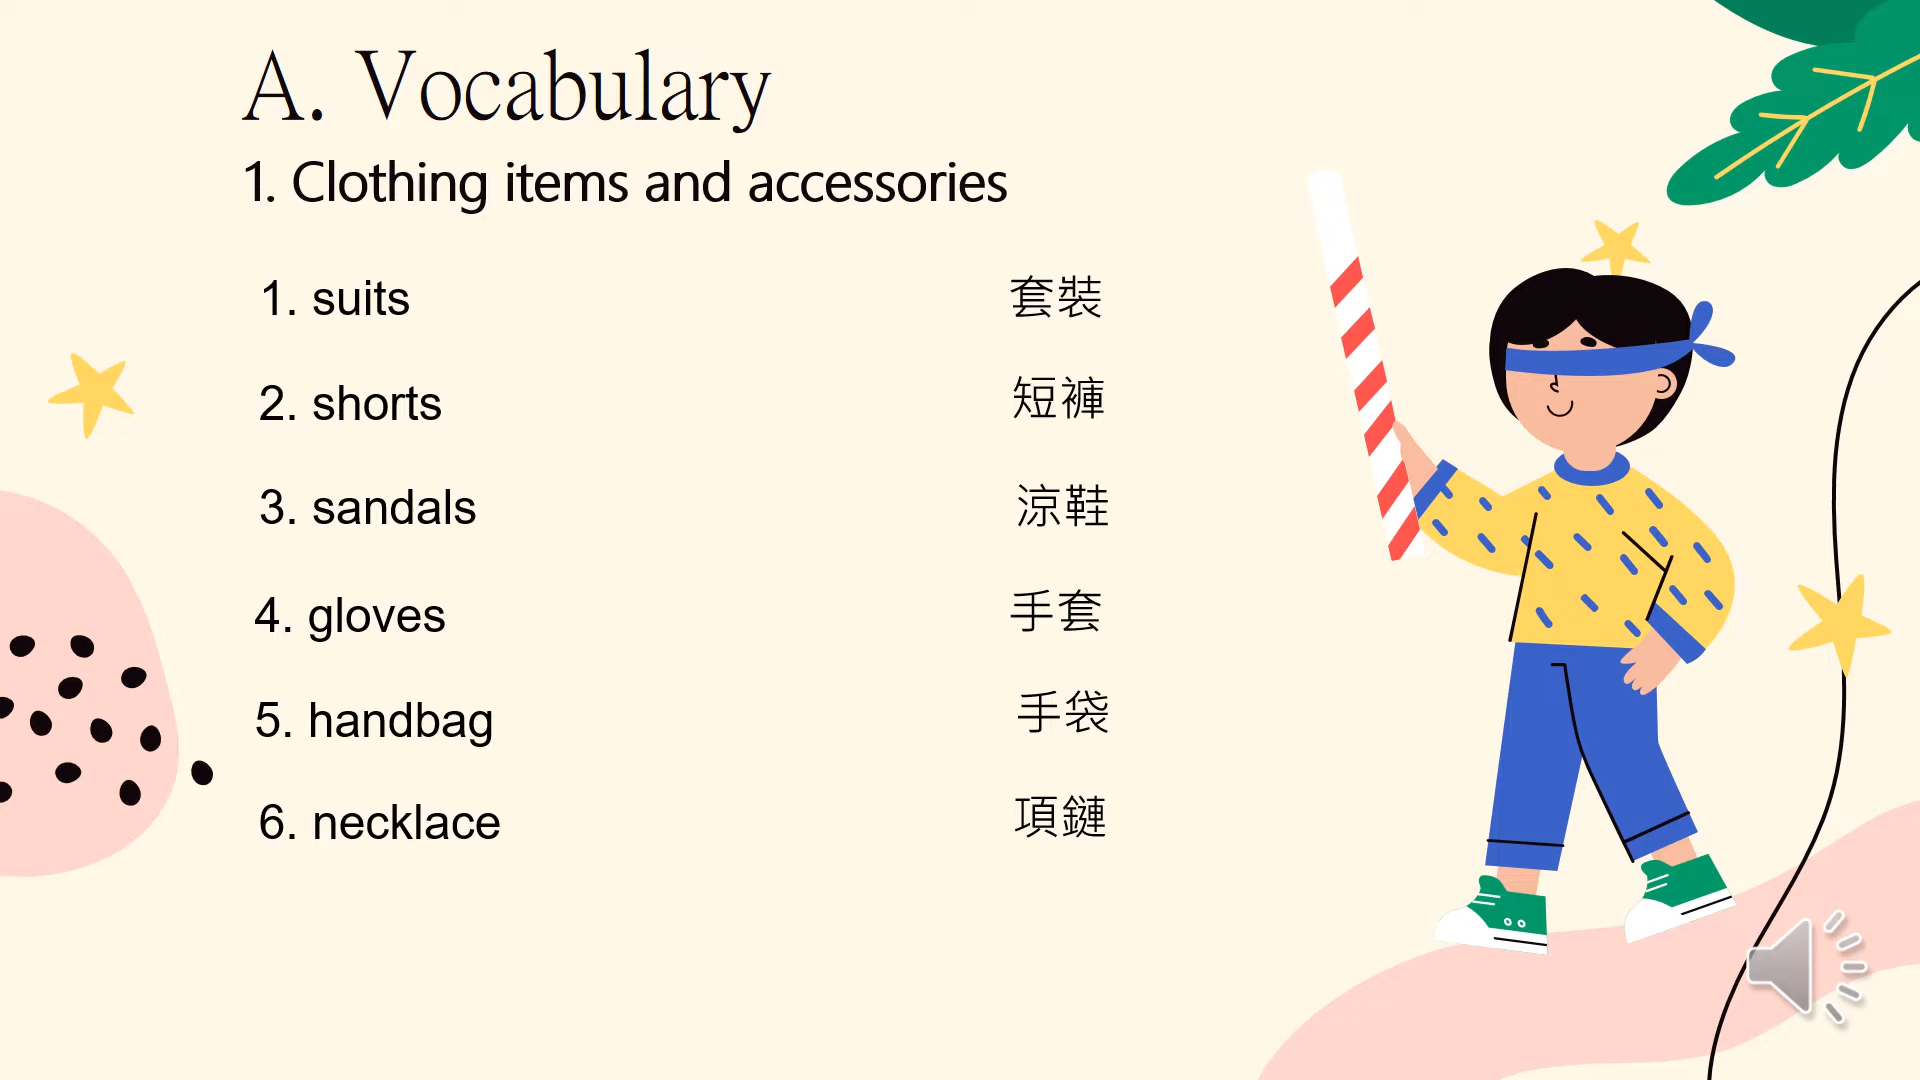 A. Vocabulary
1. Clothing items and accessories
1. suits 套裝
2. shorts 短褲
3. sandals 涼鞋
4. gloves 手套
5. handbag 手袋
6. necklace 項鏈